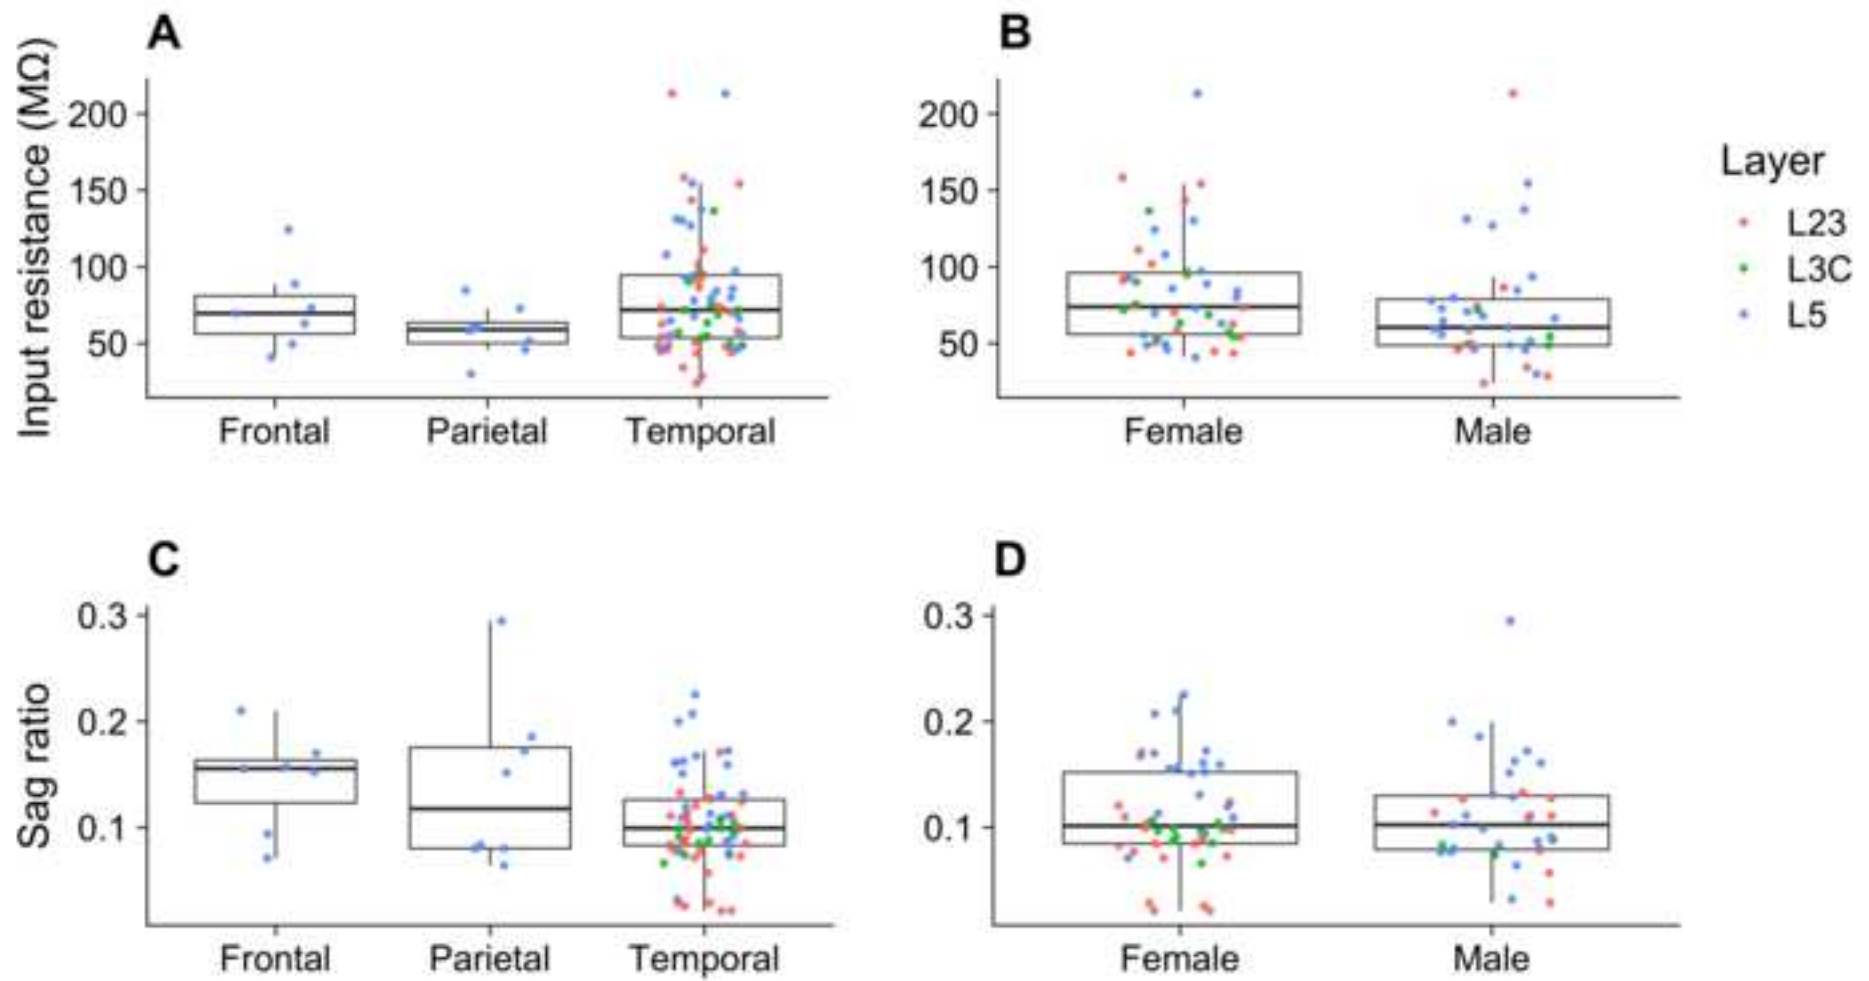 A
B
Input resistance (MΩ)
200
150
100
50
Frontal
Parietal
Temporal
200
150
100
50
Female
Male
Layer
L23
L3C
L5
C
D
Sag ratio
0.3
0.2
0.1
Frontal
Parietal
Temporal
0.3
0.2
0.1
Female
Male